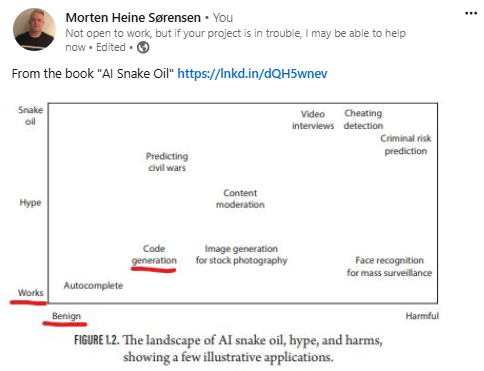 Morten Heine Sørensen • You
Not open to work, but if your project is in trouble, I may be able to help
now • Edited •
From the book "AI Snake Oil" https://lnkd.in/dQH5wnev
Snake
oil
Video
interviews
Cheating
detection
Criminal risk
prediction
Predicting
civil wars
Hype
Content
moderation
Code
generation
Image generation
for stock photography
Face recognition
for mass surveillance
Autocomplete
Works
Benign
Harmful
FIGURE 1.2. The landscape of AI snake oil, hype, and harms,
showing a few illustrative applications.